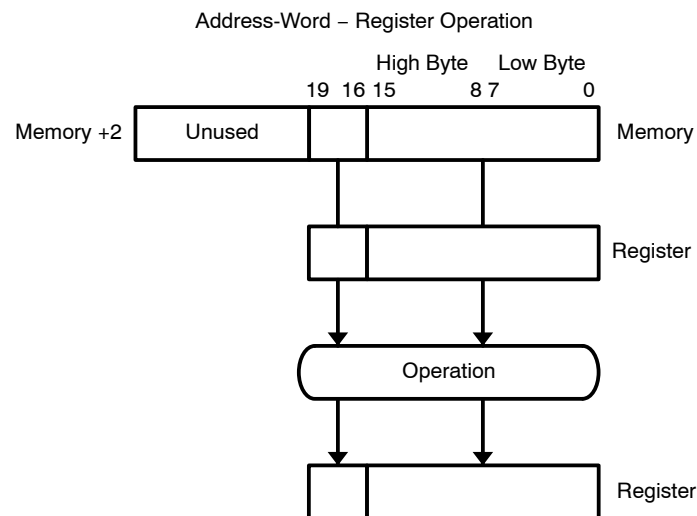 Address-Word – Register Operation
High Byte Low Byte
19 16 15 8 7 0
Memory +2 Unused Memory
Register
Operation
Register